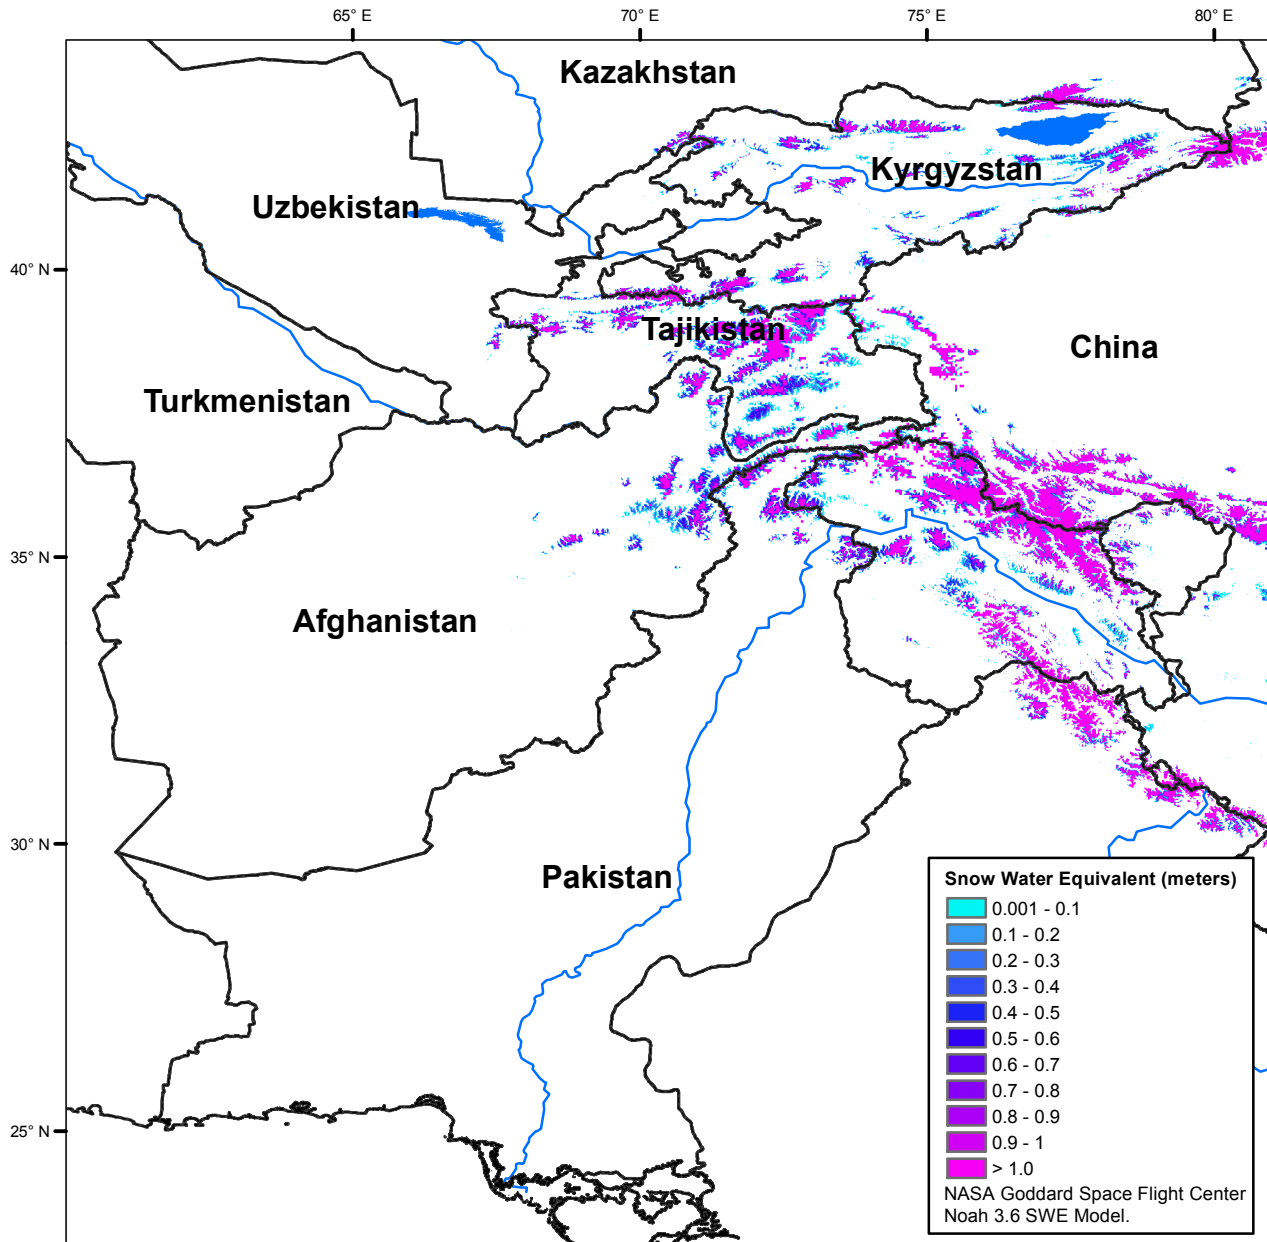 65° E
70° E
75° E
80° E
Kazakhstan
Kyrgyzstan
Uzbekistan
40° N
Tajikistan
China
Turkmenistan
35° N
Afghanistan
30° N
Pakistan
25° N
Snow Water Equivalent (meters)
0.001 - 0.1
0.1 - 0.2
0.2 - 0.3
0.3 - 0.4
0.4 - 0.5
0.5 - 0.6
0.6 - 0.7
0.7 - 0.8
0.8 - 0.9
0.9 - 1
> 1.0
NASA Goddard Space Flight Center
Noah 3.6 SWE Model.